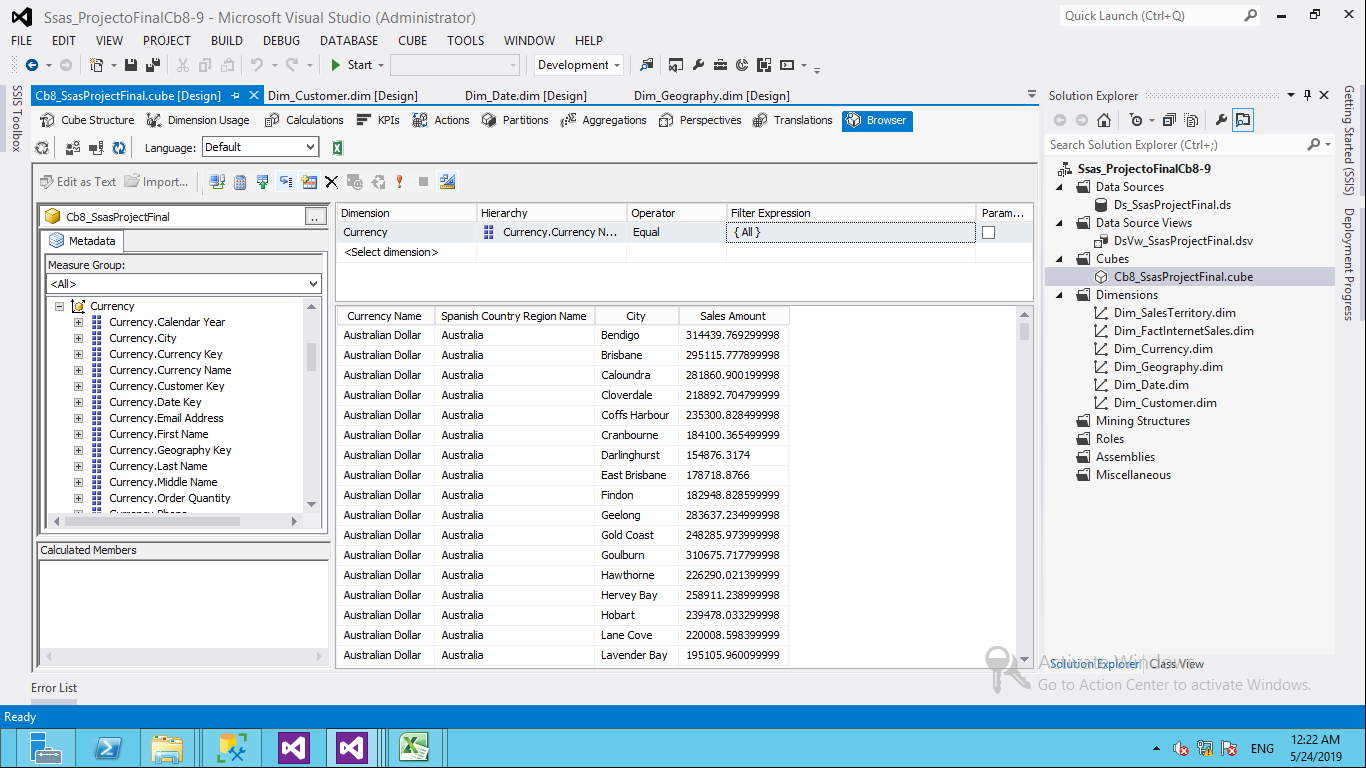 Ssas_ProjectoFinalCb8-9 - Microsoft Visual Studio (Administrator)
Quick Launch (Ctrl+Q)
FILE EDIT VIEW PROJECT BUILD DEBUG DATABASE CUBE TOOLS WINDOW HELP
Start Development
SSIS Toolbox
Cb8_SsasProjectFinal.cube [Design] Dim_Customer.dim [Design] Dim_Date.dim [Design] Dim_Geography.dim [Design]
Cube Structure Dimension Usage Calculations KPIs Actions Partitions Aggregations Perspectives Translations Browser
Language: Default
Edit as Text Import...
Cb8_SsasProjectFinal ..
Metadata
Measure Group:
<All>
Currency
Currency.Calendar Year
Currency.City
Currency.Currency Key
Currency.Currency Name
Currency.Customer Key
Currency.Date Key
Currency.Email Address
Currency.First Name
Currency.Geography Key
Currency.Last Name
Currency.Middle Name
Currency.Order Quantity
Currency.Phone
Calculated Members
Dimension Hierarchy Operator Filter Expression Param...
Currency Currency.Currency N... Equal { All }
<Select dimension>
Currency Name Spanish Country Region Name City Sales Amount
Australian Dollar Australia Bendigo 314439.769299998
Australian Dollar Australia Brisbane 295115.777899998
Australian Dollar Australia Caloundra 281860.900199998
Australian Dollar Australia Cloverdale 218892.704799999
Australian Dollar Australia Coffs Harbour 235300.828499998
Australian Dollar Australia Cranbourne 184100.365499999
Australian Dollar Australia Darlinghurst 154876.3174
Australian Dollar Australia East Brisbane 178718.8766
Australian Dollar Australia Findon 182948.828599999
Australian Dollar Australia Geelong 283637.234999998
Australian Dollar Australia Gold Coast 248285.973999998
Australian Dollar Australia Goulburn 310675.717799998
Australian Dollar Australia Hawthorne 226290.021399999
Australian Dollar Australia Hervey Bay 258911.238999998
Australian Dollar Australia Hobart 239478.033299998
Australian Dollar Australia Lane Cove 220008.598399999
Australian Dollar Australia Lavender Bay 195105.960099999
Solution Explorer
Search Solution Explorer (Ctrl+;)
Ssas_ProjectoFinalCb8-9
Data Sources
Ds_SsasProjectFinal.ds
Data Source Views
DsVw_SsasProjectFinal.dsv
Cubes
Cb8_SsasProjectFinal.cube
Dimensions
Dim_SalesTerritory.dim
Dim_FactInternetSales.dim
Dim_Currency.dim
Dim_Geography.dim
Dim_Date.dim
Dim_Customer.dim
Mining Structures
Roles
Assemblies
Miscellaneous
Solution Explorer Class View
Getting Started (SSIS)
Deployment Progress
Activate Windows
Go to Action Center to activate Windows.
Error List
Ready
ENG
12:22 AM
5/24/2019